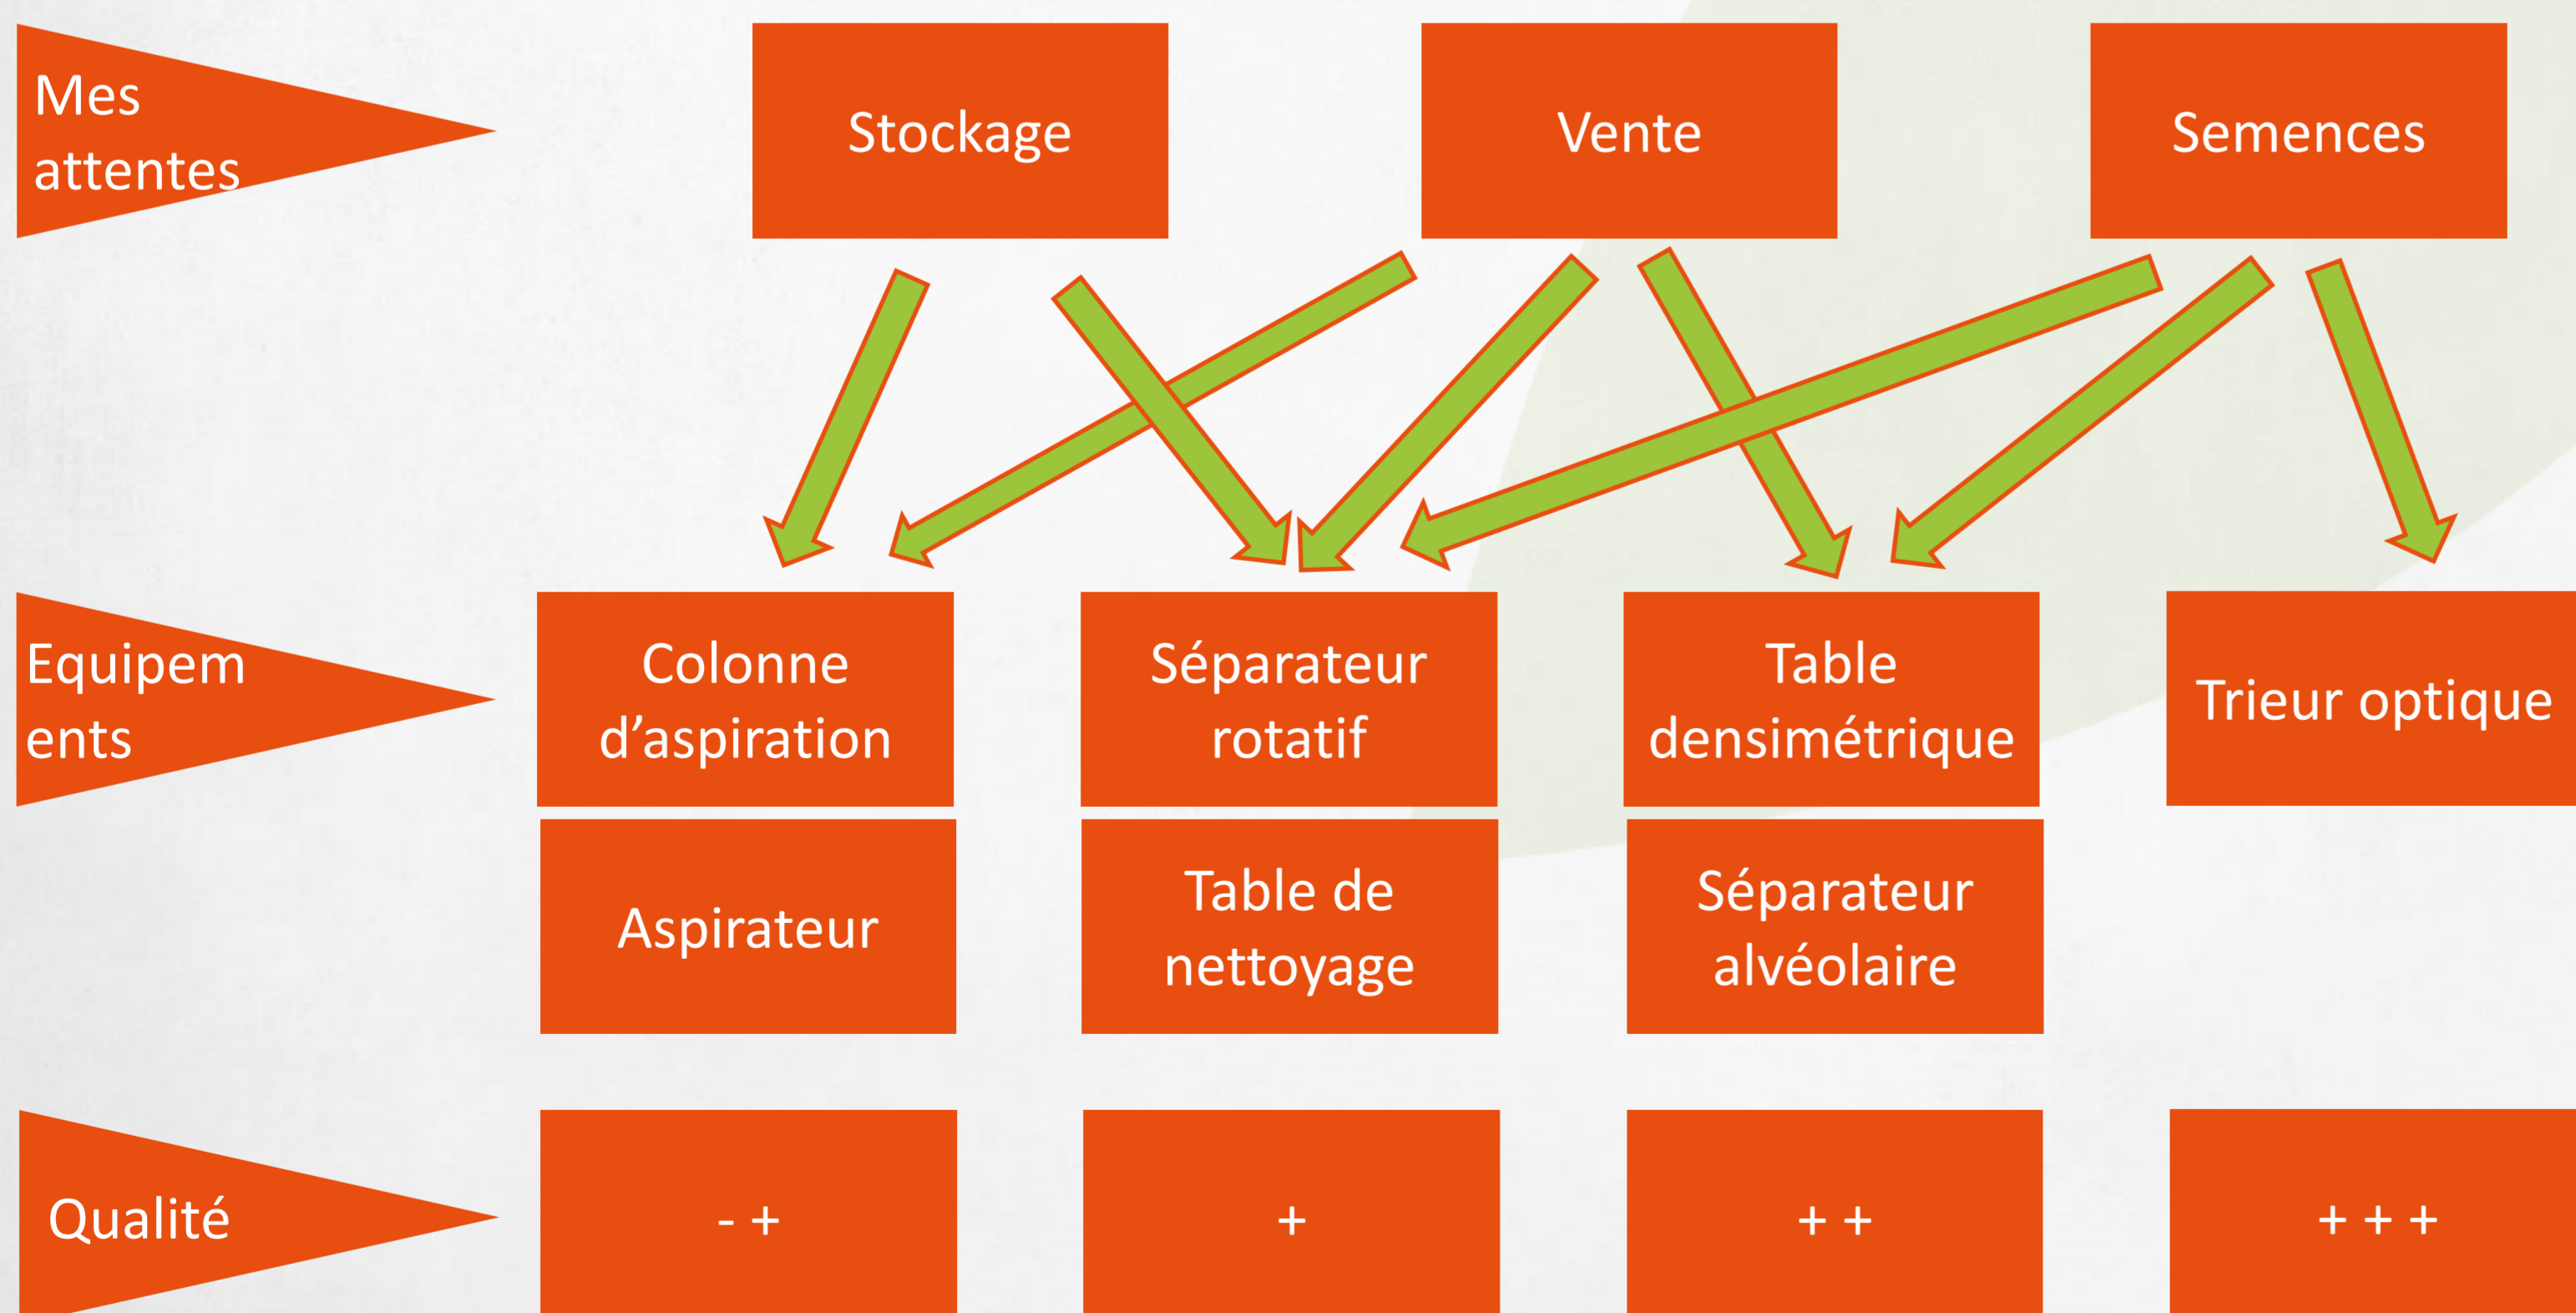 Mes
attentes
Stockage
Vente
Semences
Equipem
ents
Colonne
d’aspiration
Séparateur
rotatif
Table
densimétrique
Trieur optique
Aspirateur
Table de
nettoyage
Séparateur
alvéolaire
Qualité
- +
+
+ +
+ + +